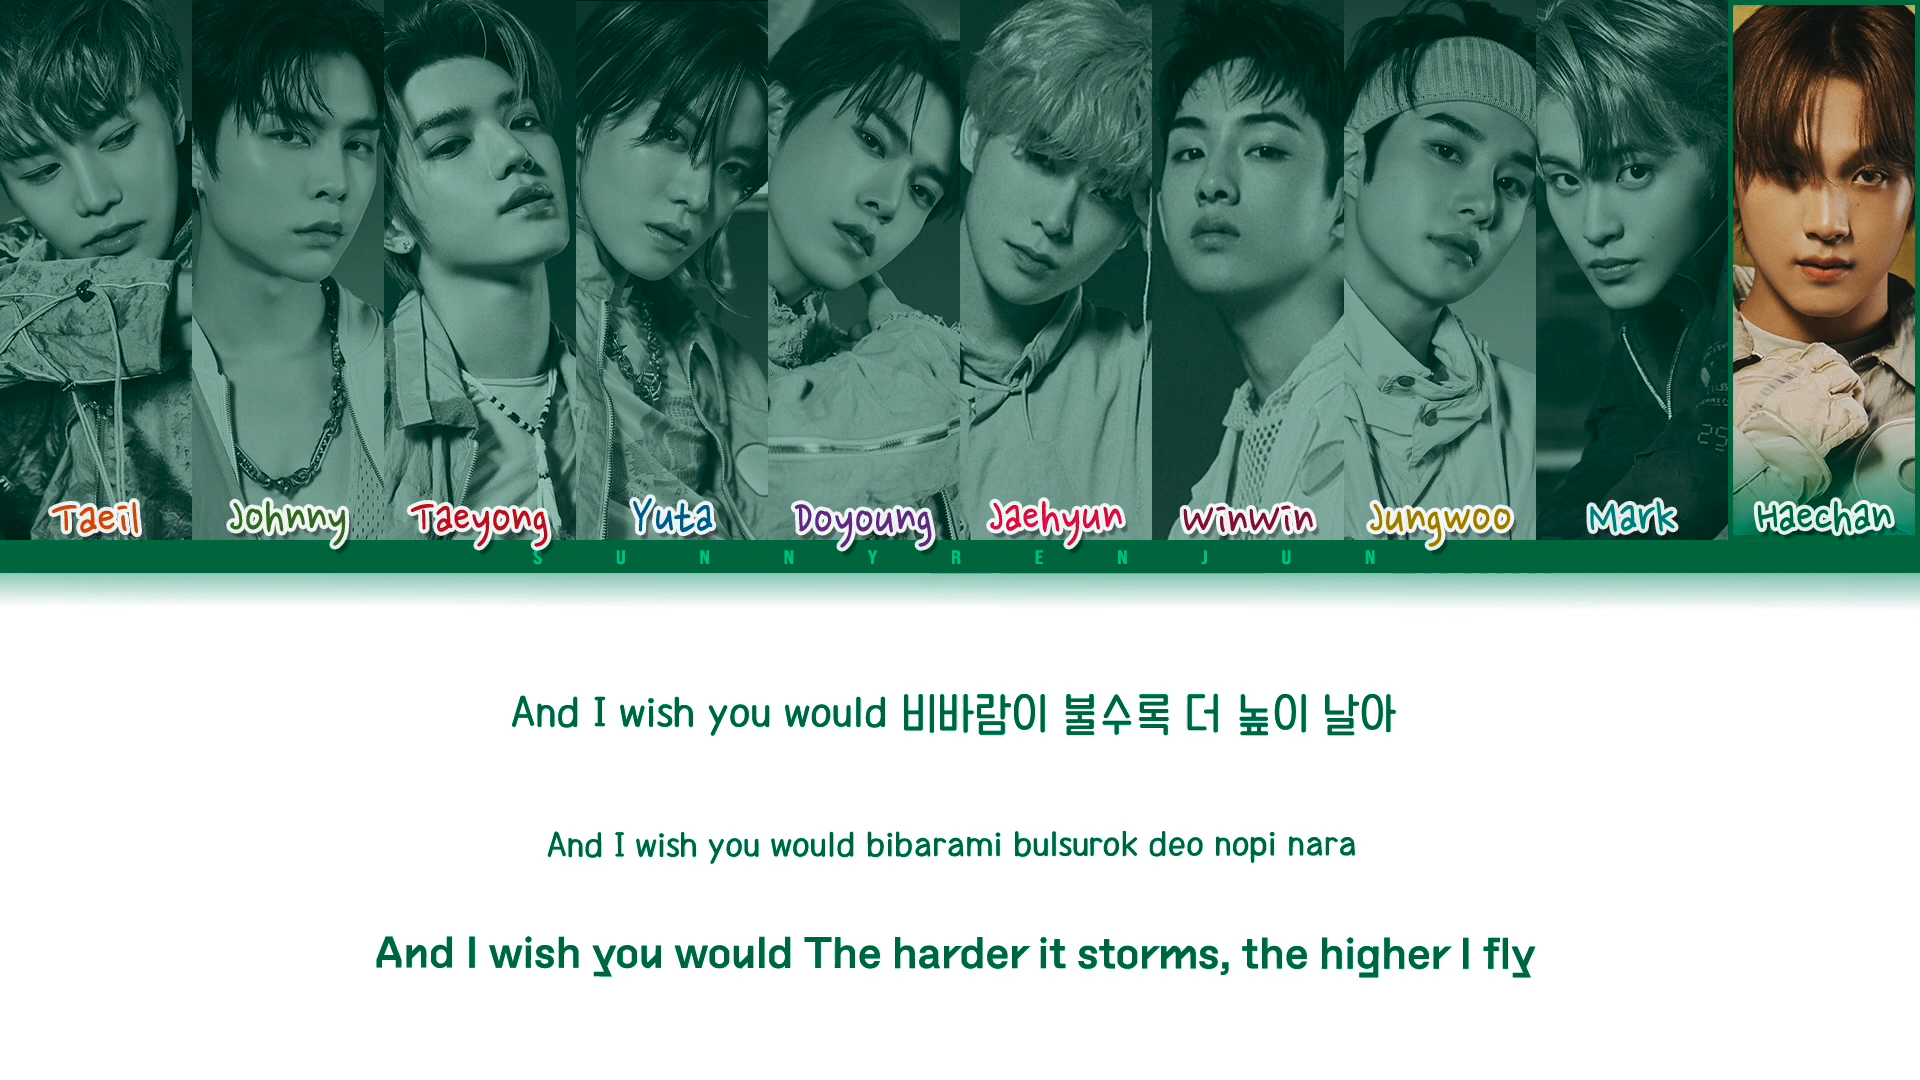 Taeil Johnny Taeyong Yuta Doyoung Jaehyun WinWin Jungwoo Mark Haechan
SUNNYRENJUN
And I wish you would 비바람이 불수록 더 높이 날아
And I wish you would bibarami bulsurok deo nopi nara
And I wish you would The harder it storms, the higher I fly